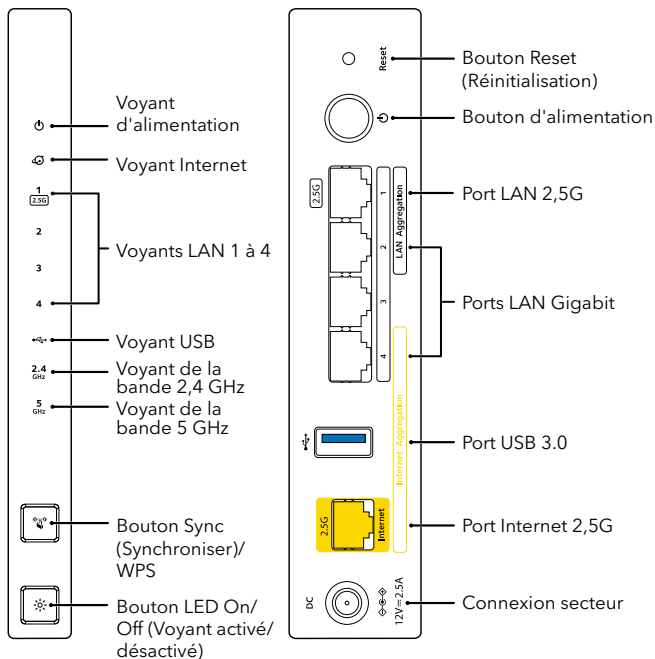 Voyant
d'alimentation
Voyant Internet
1
2.5G
2
3
4
Voyants LAN 1 à 4
Voyant USB
2.4
GHz
Voyant de la
bande 2,4 GHz
5
GHz
Voyant de la
bande 5 GHz
Bouton Sync
(Synchroniser)/
WPS
Bouton LED On/
Off (Voyant activé/
désactivé)
Reset
Bouton Reset
(Réinitialisation)
Bouton d'alimentation
2.5G
1
2
3
4
LAN Aggregation
Port LAN 2,5G
Ports LAN Gigabit
Internet Aggregation
Port USB 3.0
2.5G
Internet
Port Internet 2,5G
DC
12V⎓2.5A
Connexion secteur